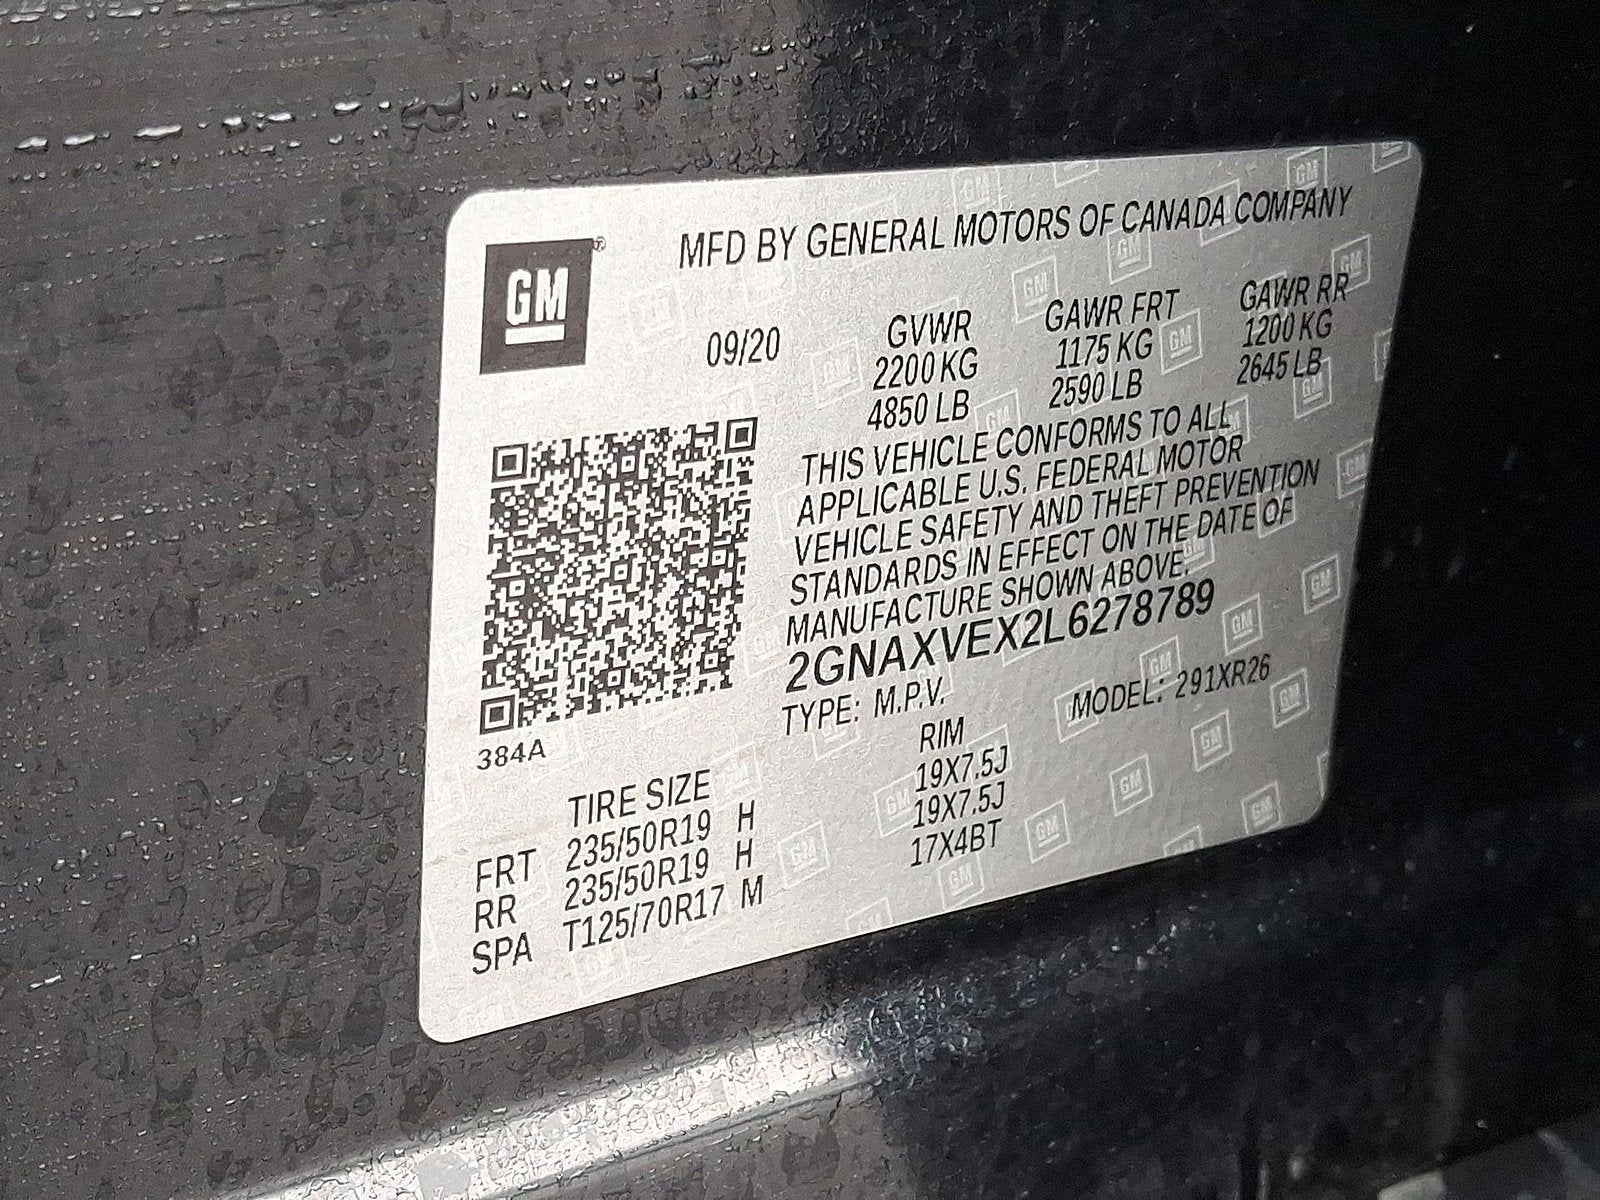 GM
MFD BY GENERAL MOTORS OF CANADA COMPANY
09/20
GVWR GAWR FRT GAWR RR
2200 KG 1175 KG 1200 KG
4850 LB 2590 LB 2645 LB
THIS VEHICLE CONFORMS TO ALL
APPLICABLE U.S. FEDERAL MOTOR
VEHICLE SAFETY AND THEFT PREVENTION
STANDARDS IN EFFECT ON THE DATE OF
MANUFACTURE SHOWN ABOVE.
2GNAXVEX2L6278789
TYPE: M.P.V. MODEL: 291XR26
384A
TIRE SIZE RIM
FRT 235/50R19 H 19X7.5J
RR 235/50R19 H 19X7.5J
SPA T125/70R17 M 17X4BT